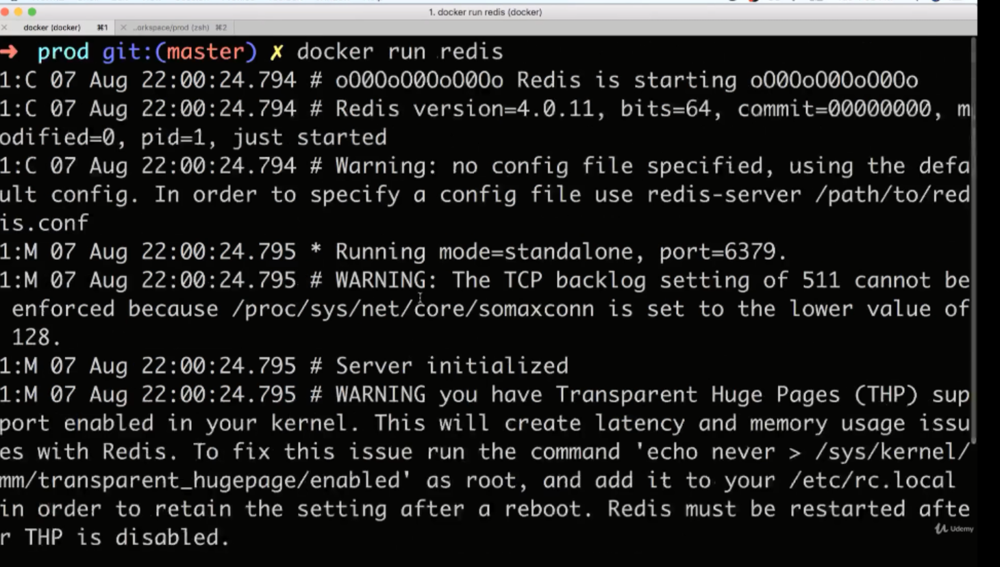 1. docker run redis (docker)
docker (docker) ⌘1 ..orkspace/prod (zsh) ⌘2
➜ prod git:(master) ✗ docker run redis
1:C 07 Aug 22:00:24.794 # oO0OoO0OoO0Oo Redis is starting oO0OoO0OoO0Oo
1:C 07 Aug 22:00:24.794 # Redis version=4.0.11, bits=64, commit=00000000, m
odified=0, pid=1, just started
1:C 07 Aug 22:00:24.794 # Warning: no config file specified, using the defa
ult config. In order to specify a config file use redis-server /path/to/red
is.conf
1:M 07 Aug 22:00:24.795 * Running mode=standalone, port=6379.
1:M 07 Aug 22:00:24.795 # WARNING: The TCP backlog setting of 511 cannot be
enforced because /proc/sys/net/core/somaxconn is set to the lower value of
128.
1:M 07 Aug 22:00:24.795 # Server initialized
1:M 07 Aug 22:00:24.795 # WARNING you have Transparent Huge Pages (THP) sup
port enabled in your kernel. This will create latency and memory usage issu
es with Redis. To fix this issue run the command 'echo never > /sys/kernel/
mm/transparent_hugepage/enabled' as root, and add it to your /etc/rc.local
in order to retain the setting after a reboot. Redis must be restarted afte
r THP is disabled.
Udemy